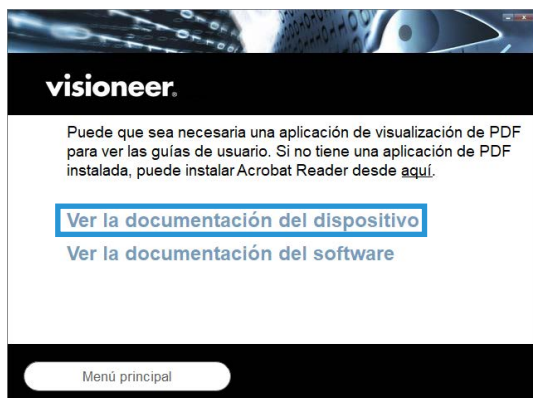 visioneer.
Puede que sea necesaria una aplicación de visualización de PDF
para ver las guías de usuario. Si no tiene una aplicación de PDF
instalada, puede instalar Acrobat Reader desde aquí.
Ver la documentación del dispositivo
Ver la documentación del software
Menú principal